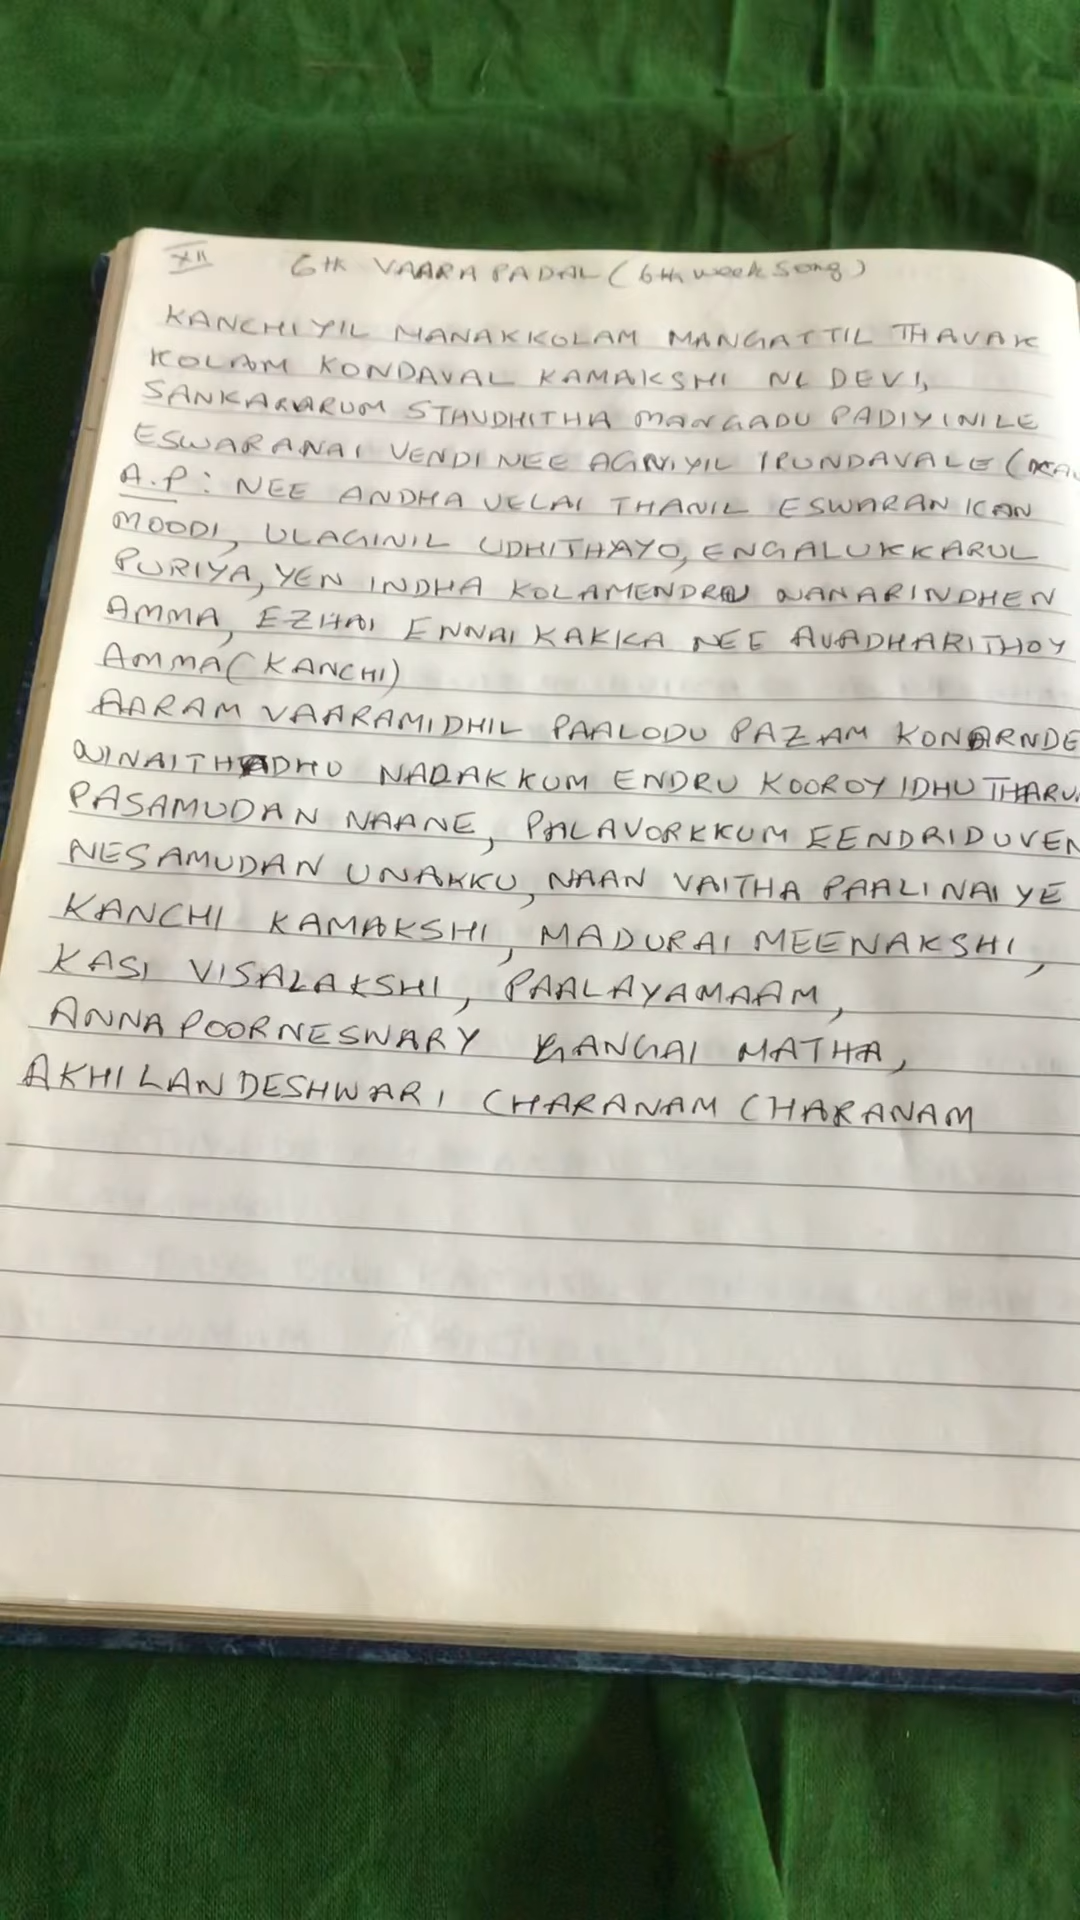 XII 6th VAARA PADAL (6th week song)
KANCHIYIL MANAKKOLAM MANGATTIL THAVAK
KOLAM KONDAVAL KAMAKSHI NI DEVI,
SANKARARUM STHUDHITHA MANGADU PADIYINILE
ESWARANAI VENDI NEE AGNIYIL IRUNDAVALE
A.P: NEE ANDHA VELAI THANIL ESWARAN KAN
MOODI, ULAGINIL UDHITHAYO, ENGALUKKARUL
PURIYA, YEN INDHA KOLAMENDRU NANARINDHEN
AMMA, EZHAI ENNAI KAKKA NEE AVADHARITHOY
AMMA (KANCHI)
AARAM VAARAMIDHIL PAALODU PAZAM KONARNDE
NINAITHADHU NADAKKUM ENDRU KOOROY IDHU THARU
PASAMUDAN NAANE, PALAVORKKUM EENDRIDUVEN
NESAMUDAN UNAKKU, NAAN VAITHA PAALINAIYE
KANCHI KAMAKSHI, MADURAI MEENAKSHI,
KASI VISALAKSHI, PAALAYAMAAM,
ANNAPOORNESWARY GANGAI MATHA,
AKHILANDESHWARI CHARANAM CHARANAM